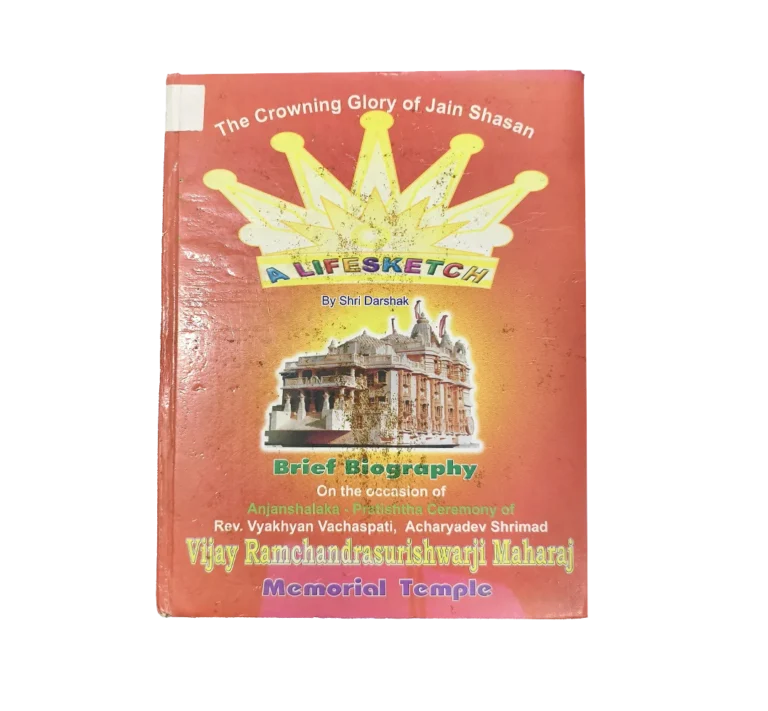 The Crowning Glory of Jain Shasan
A LIFESKETCH
By Shri Darshak
Brief Biography
On the occasion of
Anjanshalaka - Pratishtha Ceremony of
Rev. Vyakhyan Vachaspati, Acharyadev Shrimad
Vijay Ramchandrasurishwarji Maharaj
Memorial Temple